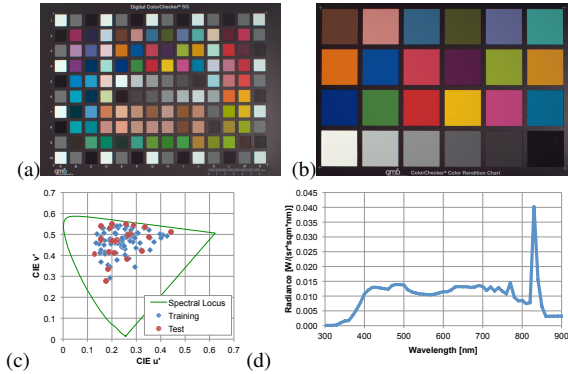 Digital ColorChecker® SG
(a)
gmb
(b)
gmb
ColorChecker® Color Rendition Chart
CIE v'
0.7
0.6
0.5
0.4
0.3
0.2
0.1
0
Spectral Locus
Training
Test
0 0.1 0.2 0.3 0.4 0.5 0.6 0.7
CIE u'
(c)
Radiance [W/(sr*sqm*nm)]
0.045
0.040
0.035
0.030
0.025
0.020
0.015
0.010
0.005
0.000
300 400 500 600 700 800 900
Wavelength [nm]
(d)